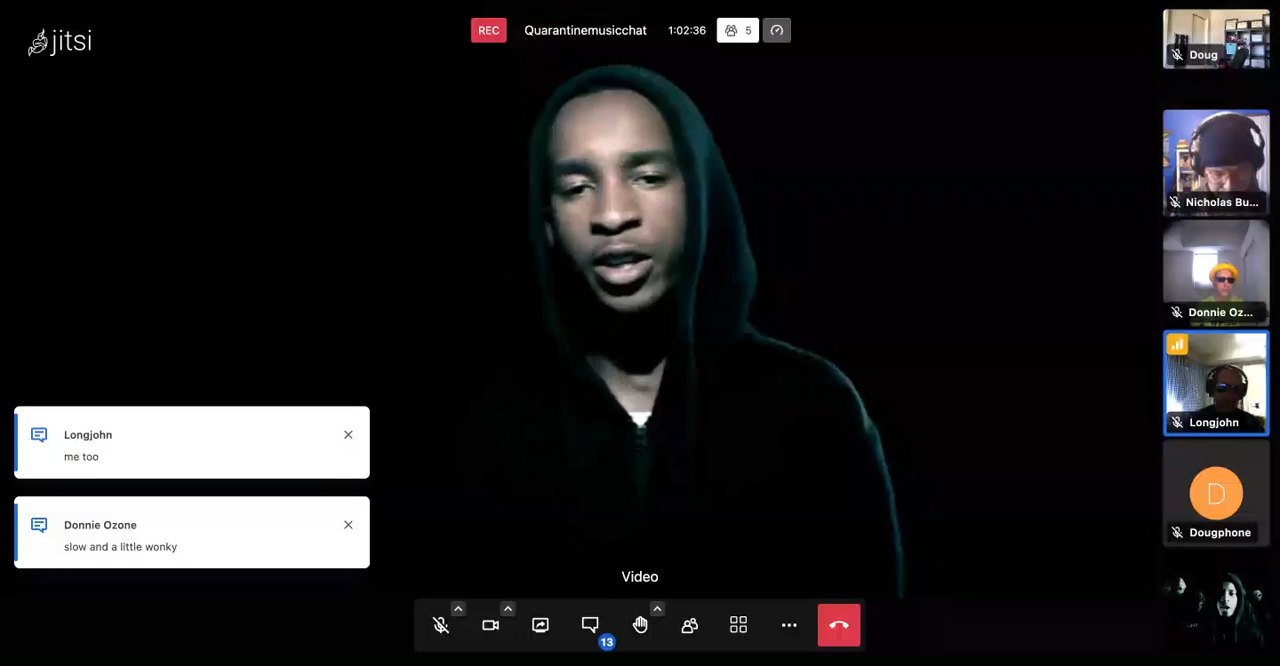 jitsi
REC
Quarantinemusicchat
1:02:36
5
Doug
Nicholas Bu...
Donnie Oz...
Longjohn
D
Dougphone
Longjohn
me too
Donnie Ozone
slow and a little wonky
Video
13